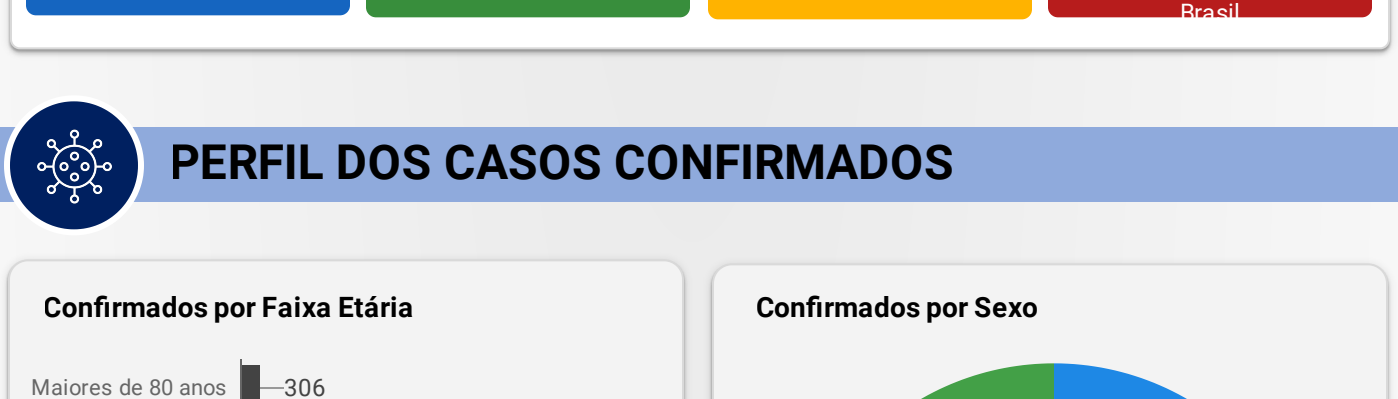 Brasil
PERFIL DOS CASOS CONFIRMADOS
Confirmados por Faixa Etária
Confirmados por Sexo
Maiores de 80 anos 306